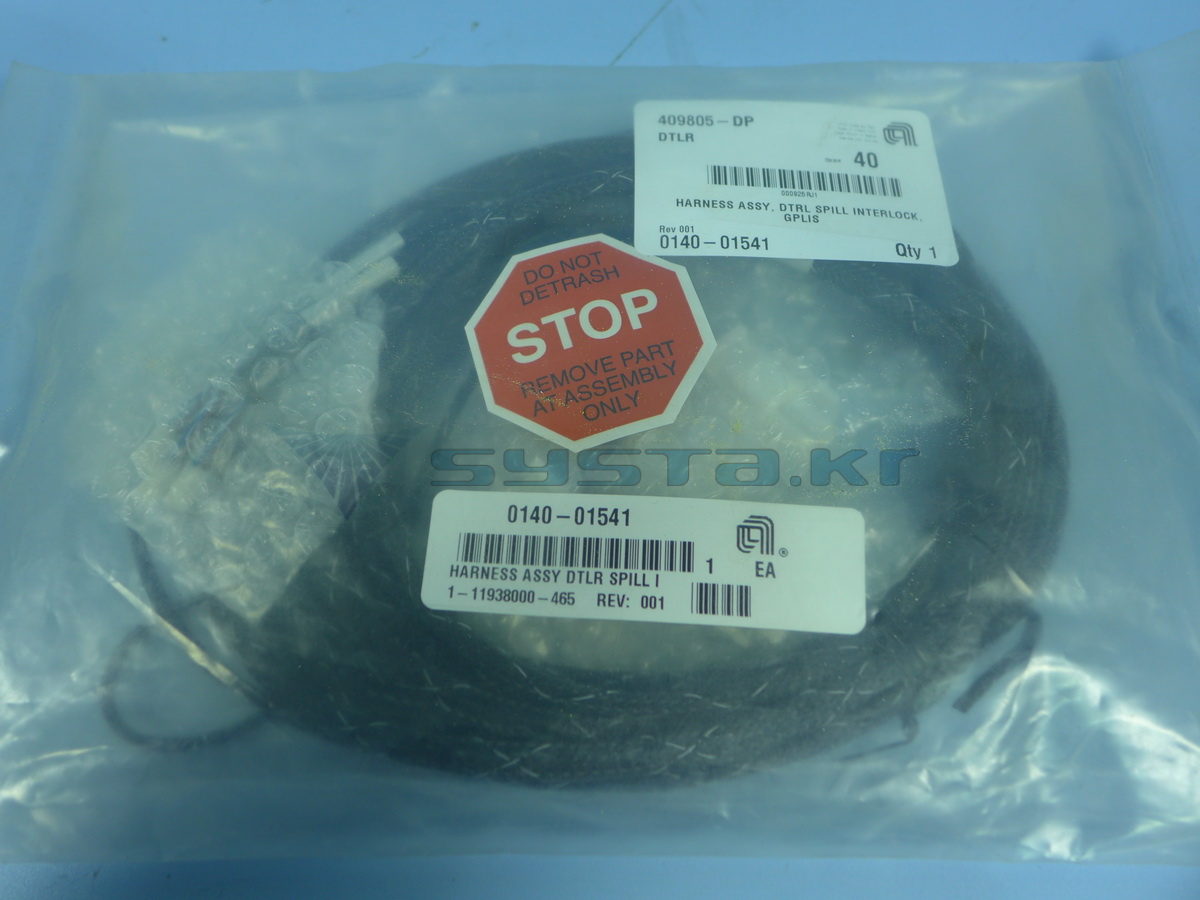 409805-DP
DTLR
40
050925RJ1
HARNESS ASSY, DTRL SPILL INTERLOCK,
GPLIS
Rev 001
0140-01541
Qty 1
DO NOT
DETRASH
STOP
REMOVE PART
AT ASSEMBLY
ONLY
systa.kr
0140-01541
1
EA
®
HARNESS ASSY DTLR SPILL I
1-11938000-465 REV: 001